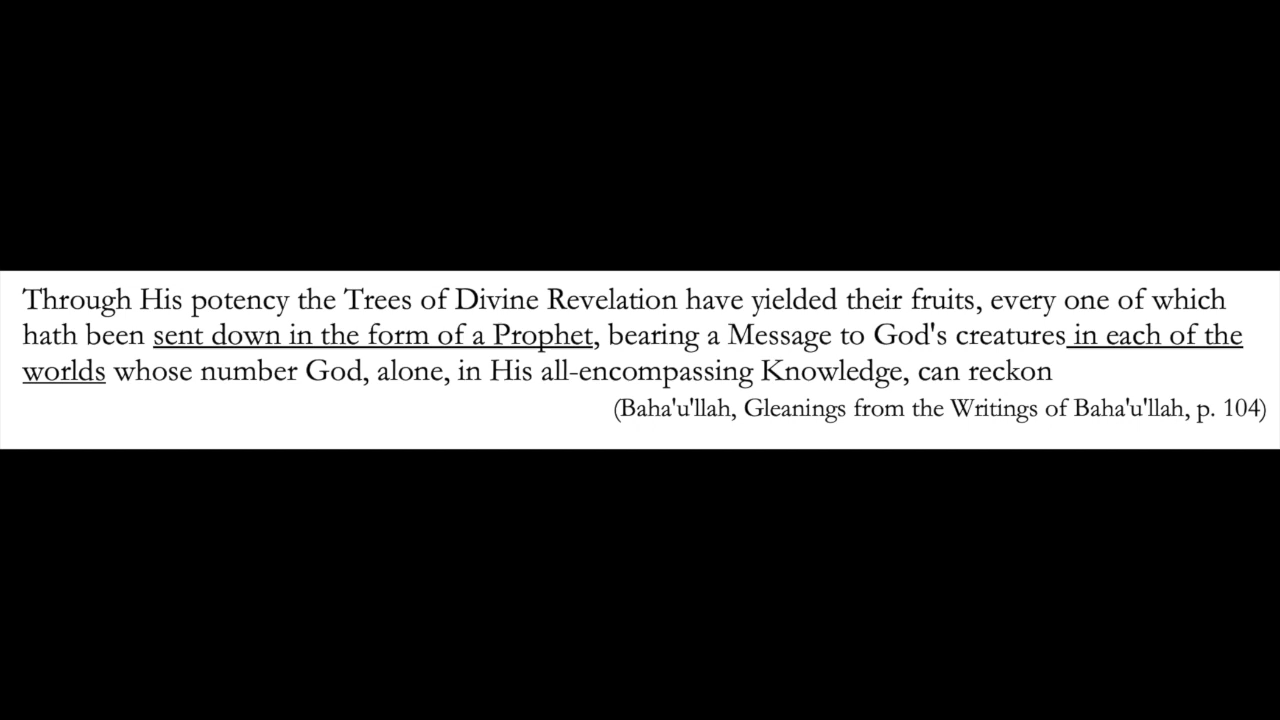 Through His potency the Trees of Divine Revelation have yielded their fruits, every one of which
hath been sent down in the form of a Prophet, bearing a Message to God's creatures in each of the
worlds whose number God, alone, in His all-encompassing Knowledge, can reckon
(Baha'u'llah, Gleanings from the Writings of Baha'u'llah, p. 104)